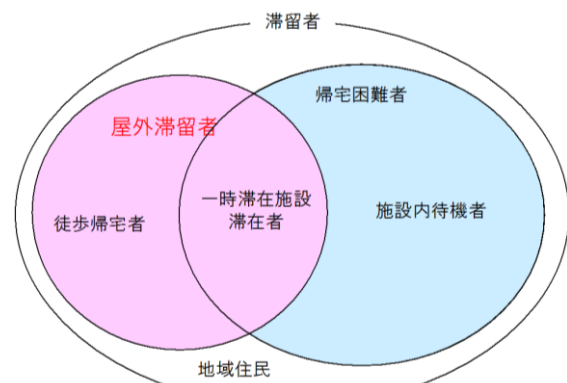 滞留者
帰宅困難者
屋外滞留者
一時滞在施設
滞在者
施設内待機者
徒歩帰宅者
地域住民